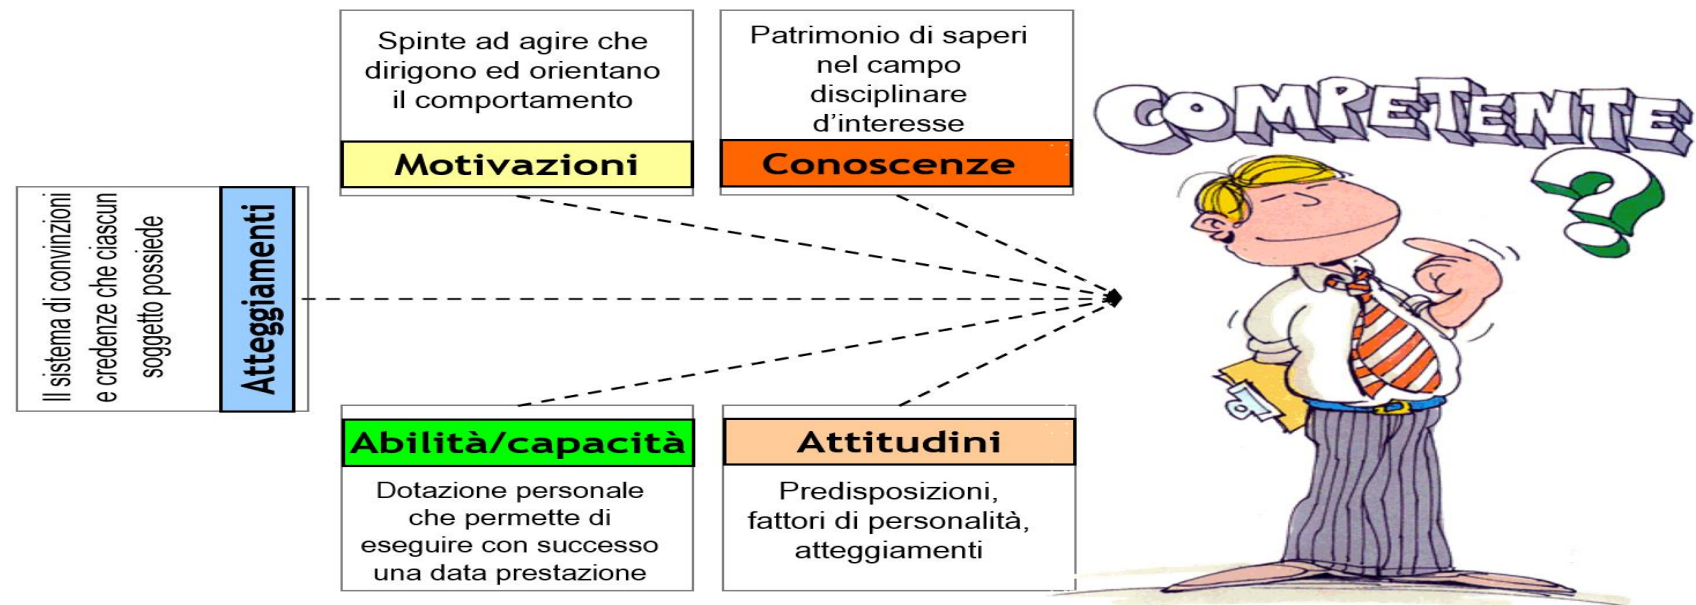 Spinte ad agire che
dirigono ed orientano
il comportamento
Motivazioni
Patrimonio di saperi
nel campo
disciplinare
d’interesse
Conoscenze
COMPETENTE
?
Il sistema di convinzioni
e credenze che ciascun
soggetto possiede
Atteggiamenti
Abilità/capacità
Dotazione personale
che permette di
eseguire con successo
una data prestazione
Attitudini
Predisposizioni,
fattori di personalità,
atteggiamenti